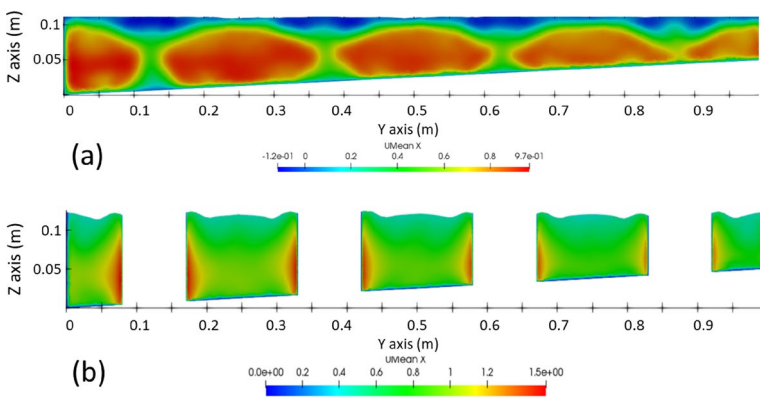 (a)
Z axis (m)
0.1
0.05
0 0.1 0.2 0.3 0.4 0.5 0.6 0.7 0.8 0.9
Y axis (m)
UMean X
-1.2e-01 0 0.2 0.4 0.6 0.8 9.7e-01
Z axis (m)
0.1
0.05
0 0.1 0.2 0.3 0.4 0.5 0.6 0.7 0.8 0.9
Y axis (m)
(b)
UMean X
0.0e+00 0.2 0.4 0.6 0.8 1 1.2 1.5e+00